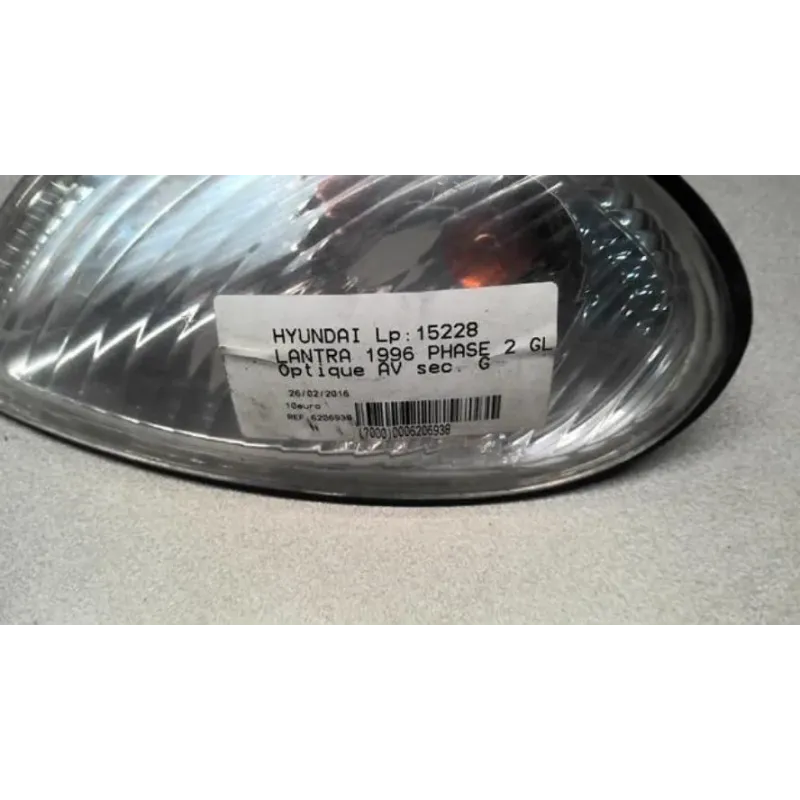 HYUNDAI Lp:15228
LANTRA 1996 PHASE 2 GL
Optique AV sec. G
26/02/2016
10euro
REF:6206938
(7000)0006206938